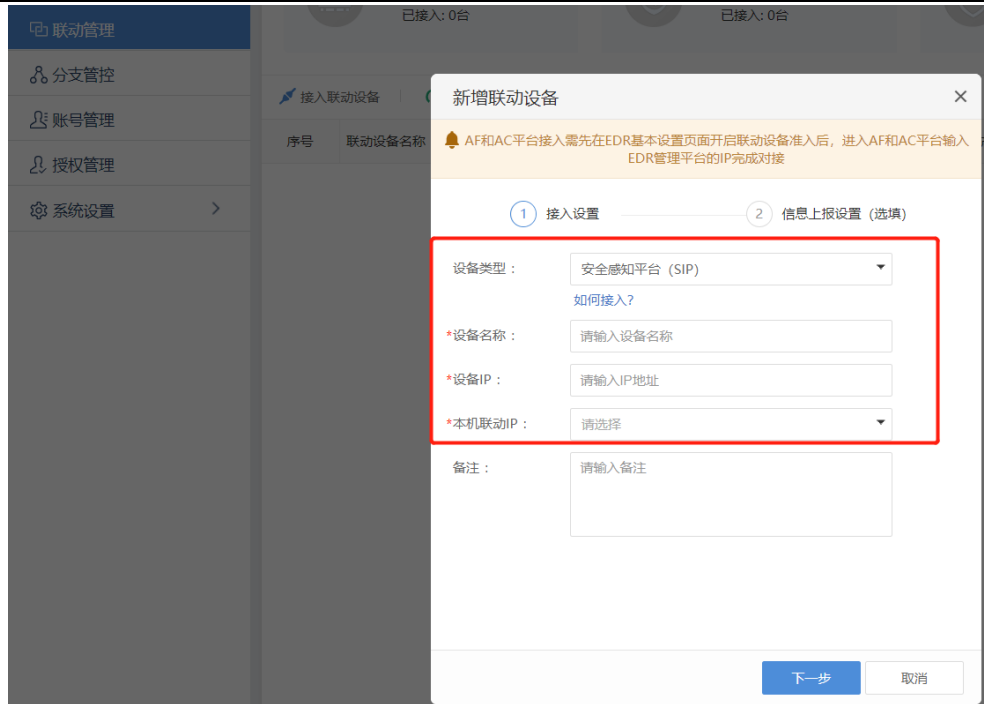 联动管理
分支管控
账号管理
授权管理
系统设置
已接入: 0台
已接入: 0台
接入联动设备
序号 联动设备名称
新增联动设备
AF和AC平台接入需先在EDR基本设置页面开启联动设备准入后，进入AF和AC平台输入
EDR管理平台的IP完成对接
1 接入设置
2 信息上报设置（选填）
设备类型：
安全感知平台（SIP）
如何接入?
*设备名称：
请输入设备名称
*设备IP：
请输入IP地址
*本机联动IP：
请选择
备注：
请输入备注
下一步
取消